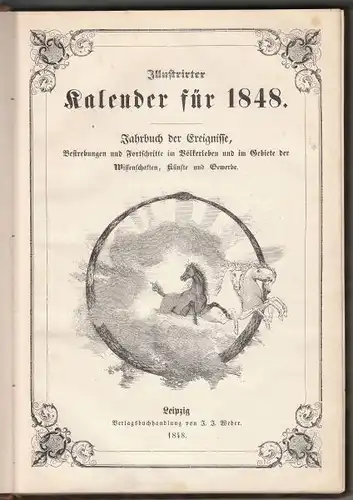 Illustrirter
Kalender für 1848.
Jahrbuch der Ereignisse,
Bestrebungen und Fortschritte im Völkerleben und im Gebiete der
Wissenschaften, Künste und Gewerbe.
Leipzig
Verlagsbuchhandlung von J. J. Weber.
1848.